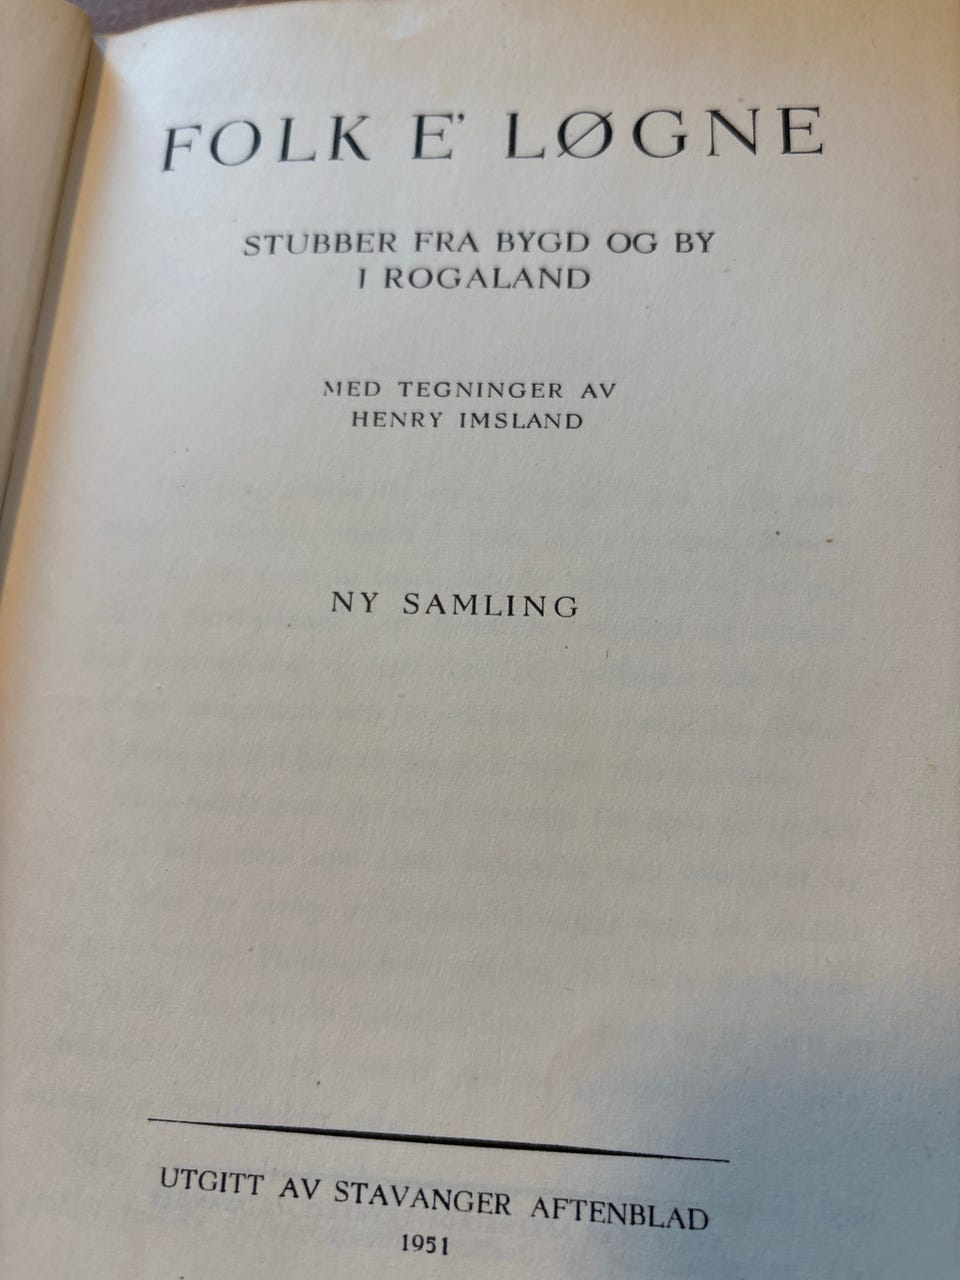 FOLK E' LØGNE
STUBBER FRA BYGD OG BY
I ROGALAND
MED TEGNINGER AV
HENRY IMSLAND
NY SAMLING
UTGITT AV STAVANGER AFTENBLAD
1951